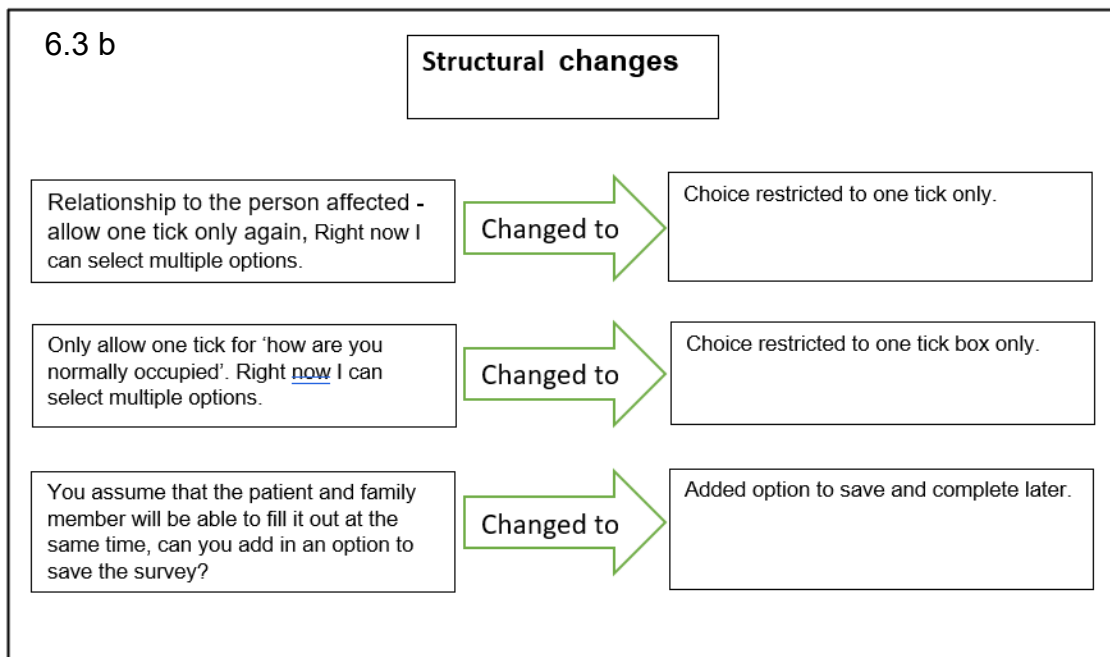 6.3 b
Structural changes
Relationship to the person affected -
allow one tick only again, Right now I
can select multiple options.
Changed to
Choice restricted to one tick only.
Only allow one tick for ‘how are you
normally occupied’. Right now I can
select multiple options.
Changed to
Choice restricted to one tick box only.
You assume that the patient and family
member will be able to fill it out at the
same time, can you add in an option to
save the survey?
Changed to
Added option to save and complete later.